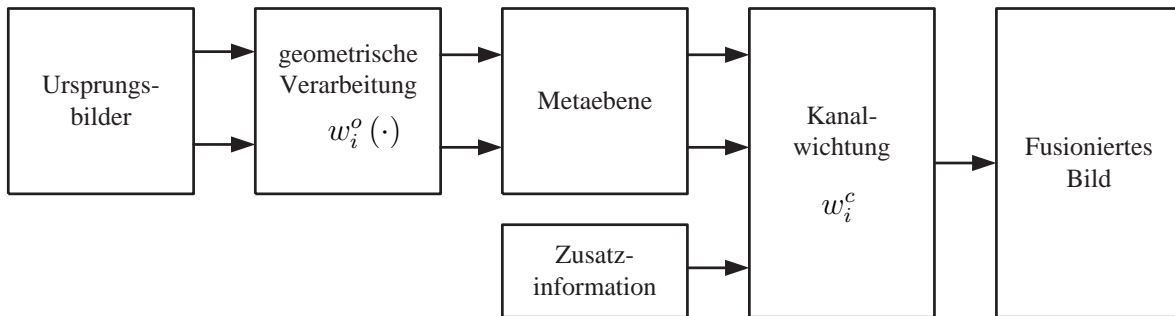 Ursprungs-
bilder
geometrische
Verarbeitung
w_i^o (·)
Metaebene
Zusatz-
information
Kanal-
wichtung
w_i^c
Fusioniertes
Bild